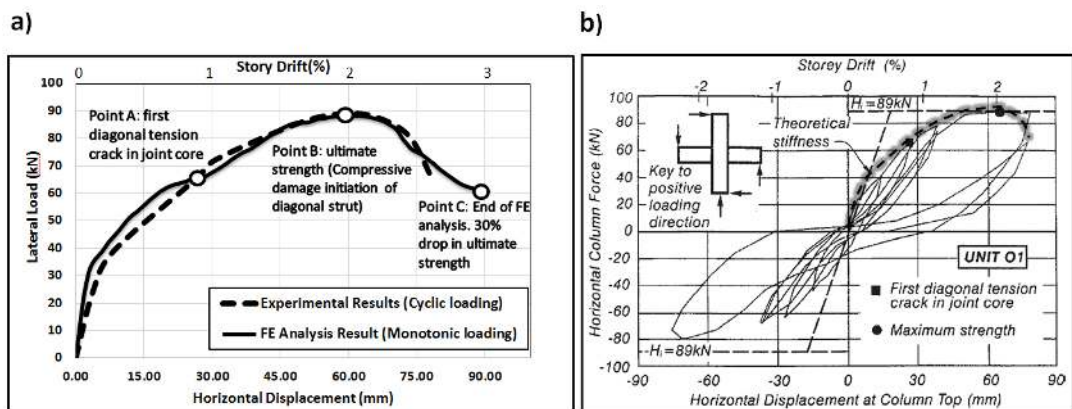 a)
Story Drift(%)
0 1 2 3
Lateral Load (kN)
100
90
80
70
60
50
40
30
20
10
0
Point A: first
diagonal tension
crack in joint core
Point B: ultimate
strength (Compressive
damage initiation of
diagonal strut)
Point C: End of FE
analysis. 30%
drop in ultimate
strength
Experimental Results (Cyclic loading)
FE Analysis Result (Monotonic loading)
0.00 15.00 30.00 45.00 60.00 75.00 90.00
Horizontal Displacement (mm)
b)
Storey Drift (%)
-2 -1 0 1 2
Horizontal Column Force (kN)
100
80
60
40
20
0
-20
-40
-60
-80
-100
Hi=89kN
Theoretical
stiffness
Key to
positive
loading
direction
UNIT O1
First diagonal tension
crack in joint core
Maximum strength
-Hi=89kN
-90 -60 -30 0 30 60 90
Horizontal Displacement at Column Top (mm)